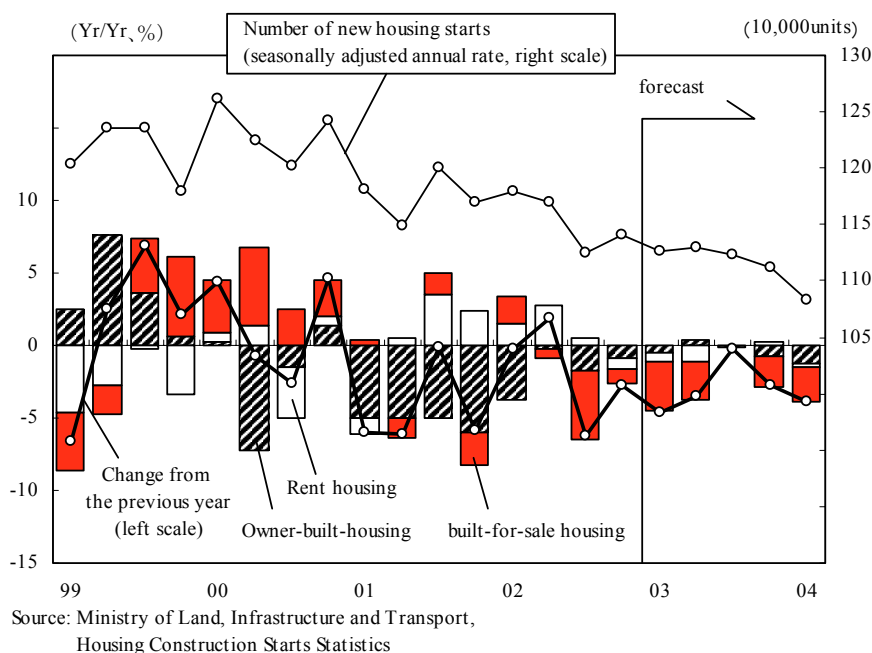 (Yr/Yr、%)
Number of new housing starts
(seasonally adjusted annual rate, right scale)
(10,000units)
forecast
130
125
120
115
110
105
10
5
0
-5
-10
-15
Change from
the previous year
(left scale)
Rent housing
Owner-built-housing
built-for-sale housing
99 00 01 02 03 04
Source: Ministry of Land, Infrastructure and Transport,
Housing Construction Starts Statistics